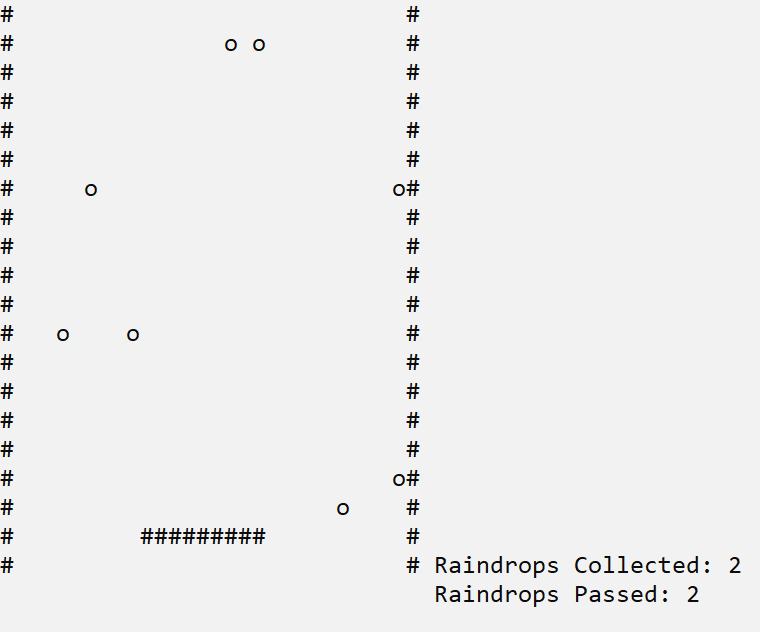 #                            #
#               o o          #
#                            #
#                            #
#                            #
#                            #
#     o                     o#
#                            #
#                            #
#                            #
#                            #
#   o    o                   #
#                            #
#                            #
#                            #
#                            #
#                           o#
#                       o    #
#         #########          #
#                            # Raindrops Collected: 2
                               Raindrops Passed: 2